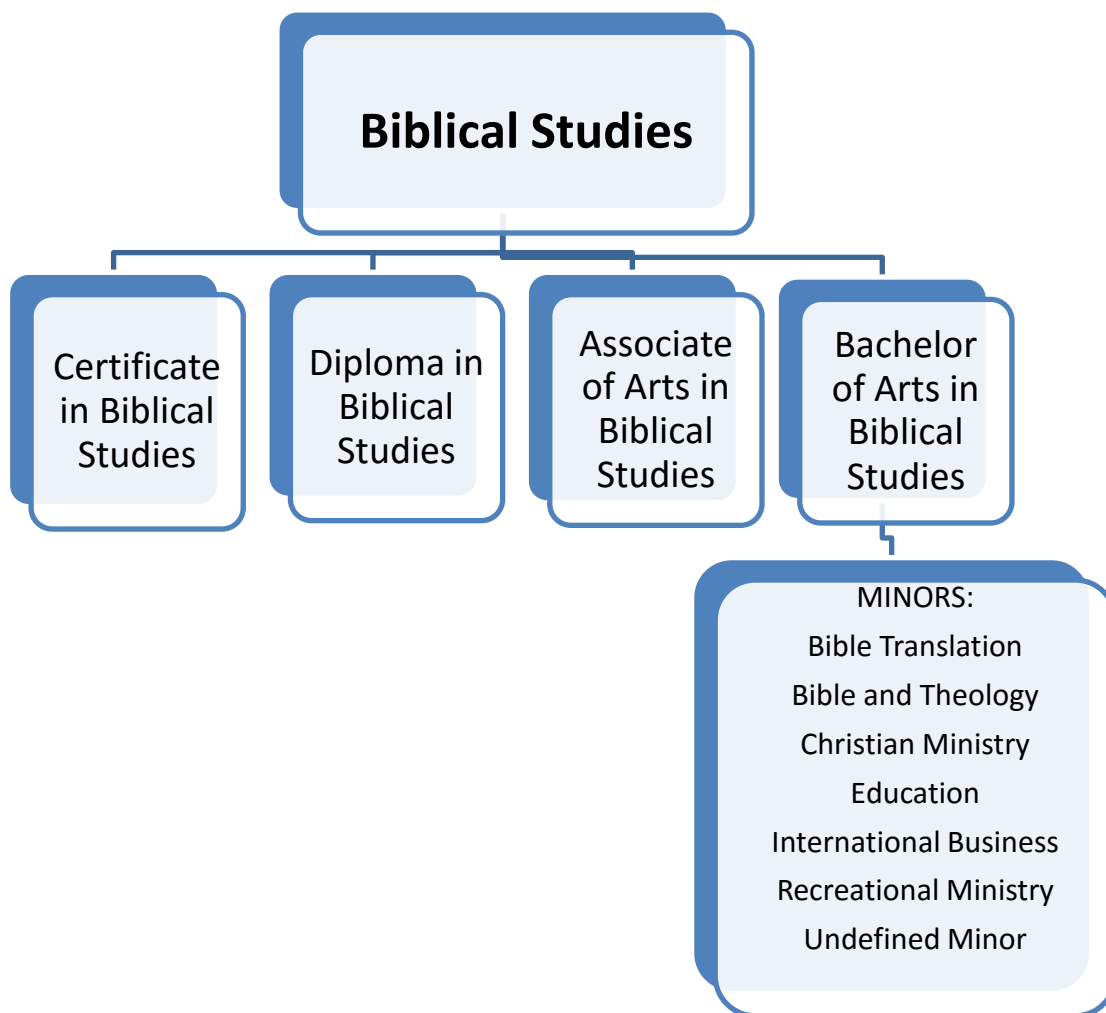 Biblical Studies
Certificate
in Biblical
Studies
Diploma in
Biblical
Studies
Associate
of Arts in
Biblical
Studies
Bachelor
of Arts in
Biblical
Studies
MINORS:
Bible Translation
Bible and Theology
Christian Ministry
Education
International Business
Recreational Ministry
Undefined Minor